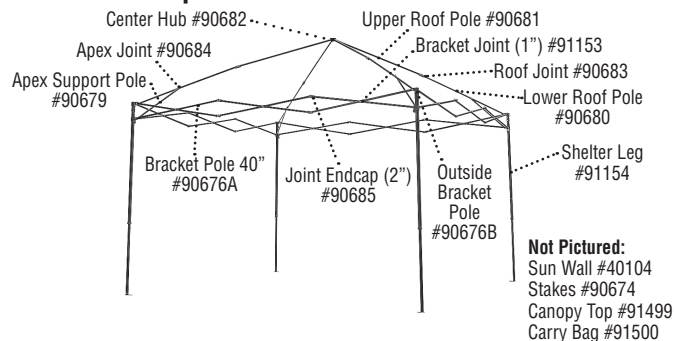 Center Hub #90682
Upper Roof Pole #90681
Apex Joint #90684
Bracket Joint (1”) #91153
Roof Joint #90683
Apex Support Pole
#90679
Lower Roof Pole
#90680
Bracket Pole 40”
#90676A
Joint Endcap (2”)
#90685
Outside
Bracket
Pole
#90676B
Shelter Leg
#91154
Not Pictured:
Sun Wall #40104
Stakes #90674
Canopy Top #91499
Carry Bag #91500